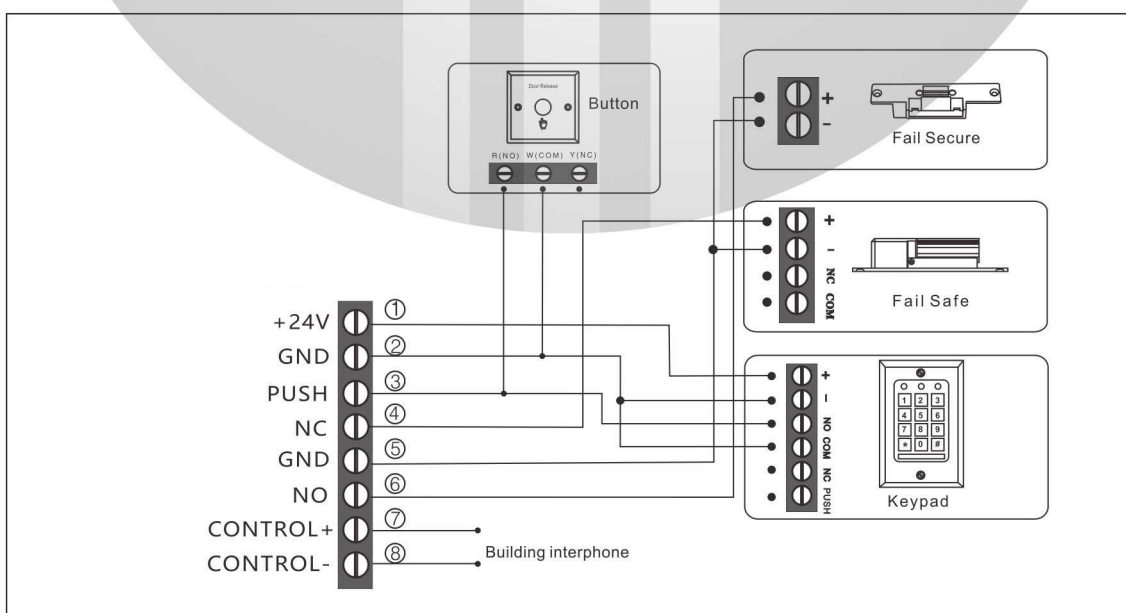 Door Release
Button
R(NO) W(COM) Y(NC)
+
-
Fail Secure
+
-
NC
COM
Fail Safe
+24V ①
GND ②
PUSH ③
NC ④
GND ⑤
NO ⑥
CONTROL+ ⑦
CONTROL- ⑧
Building interphone
+
-
NO
COM
NC
PUSH
1 2 3
4 5 6
7 8 9
* 0 #
Keypad